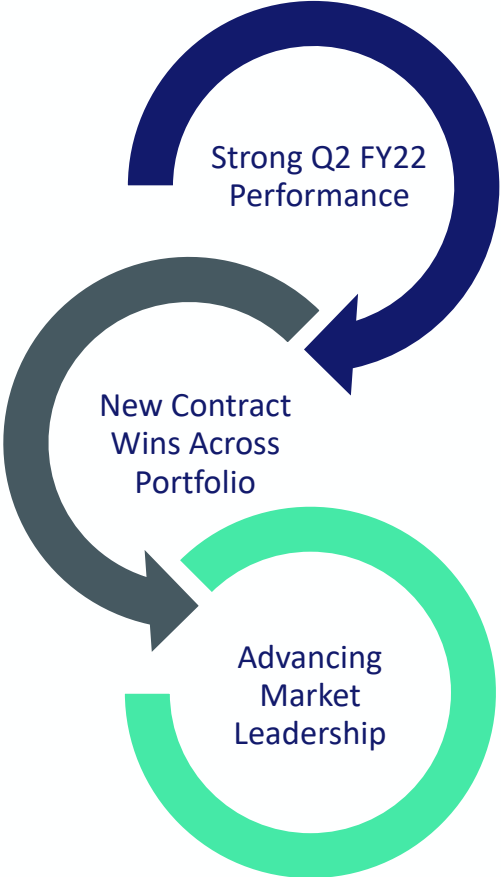 Strong Q2 FY22
Performance
New Contract
Wins Across
Portfolio
Advancing
Market
Leadership